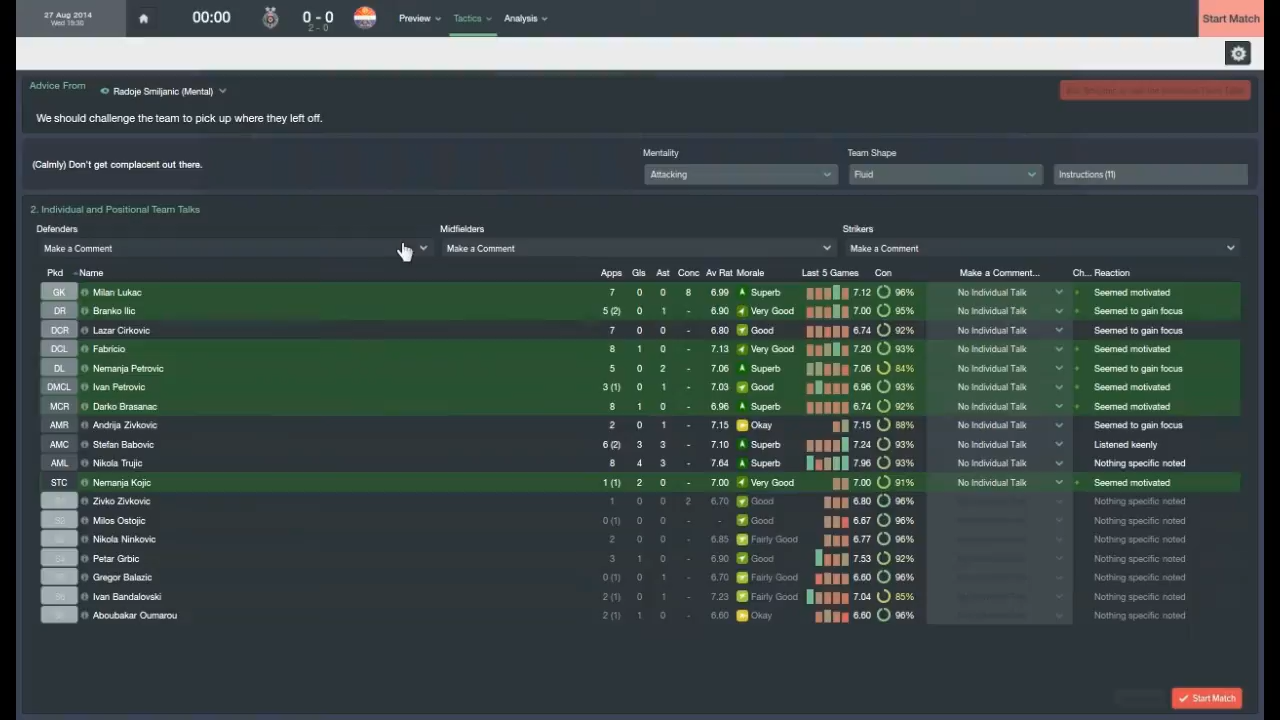 27 Aug 2014
Wed 19:30
00:00
0 - 0
2 - 0
Preview
Tactics
Analysis
Start Match
Advice From
Radoje Smiljanic (Mental)
We should challenge the team to pick up where they left off.
(Calmly) Don't get complacent out there.
Mentality
Team Shape
Attacking
Fluid
Instructions (11)
2. Individual and Positional Team Talks
Defenders
Midfielders
Strikers
Make a Comment
Make a Comment
Make a Comment
Pkd Name Apps Gls Ast Conc Av Rat Morale Last 5 Games Con Make a Comment... Ch... Reaction
GK Milan Lukac 7 0 0 8 6.99 Superb 7.12 96% No Individual Talk Seemed motivated
DR Branko Ilic 5 (2) 0 1 - 6.90 Very Good 7.00 95% No Individual Talk Seemed to gain focus
DCR Lazar Cirkovic 7 0 0 - 6.80 Good 6.74 92% No Individual Talk Seemed to gain focus
DCL Fabrício 8 1 0 - 7.13 Very Good 7.20 93% No Individual Talk Seemed motivated
DL Nemanja Petrovic 5 0 2 - 7.06 Superb 7.06 84% No Individual Talk Seemed to gain focus
DMCL Ivan Petrovic 3 (1) 0 1 - 7.03 Good 6.96 93% No Individual Talk Seemed motivated
MCR Darko Brasanac 8 1 0 - 6.96 Superb 6.74 92% No Individual Talk Seemed motivated
AMR Andrija Zivkovic 2 0 1 - 7.15 Okay 7.15 88% No Individual Talk Seemed to gain focus
AMC Stefan Babovic 6 (2) 3 3 - 7.10 Superb 7.24 93% No Individual Talk Listened keenly
AML Nikola Trujic 8 4 3 - 7.64 Superb 7.96 93% No Individual Talk Nothing specific noted
STC Nemanja Kojic 1 (1) 2 0 - 7.00 Very Good 7.00 91% No Individual Talk Seemed motivated
Zivko Zivkovic 1 0 0 2 6.70 Good 6.80 96% Nothing specific noted
Milos Ostojic 0 (1) 0 0 - - Good 6.67 96% Nothing specific noted
Nikola Ninkovic 2 0 0 - 6.85 Fairly Good 6.77 96% Nothing specific noted
Petar Grbic 3 1 0 - 6.90 Good 7.53 92% Nothing specific noted
Gregor Balazic 0 (1) 0 1 - 6.70 Fairly Good 6.60 96% Nothing specific noted
Ivan Bandalovski 2 (1) 0 1 - 7.23 Fairly Good 7.04 85% Nothing specific noted
Aboubakar Oumarou 2 (1) 1 0 - 6.60 Okay 6.60 96% Nothing specific noted
Start Match